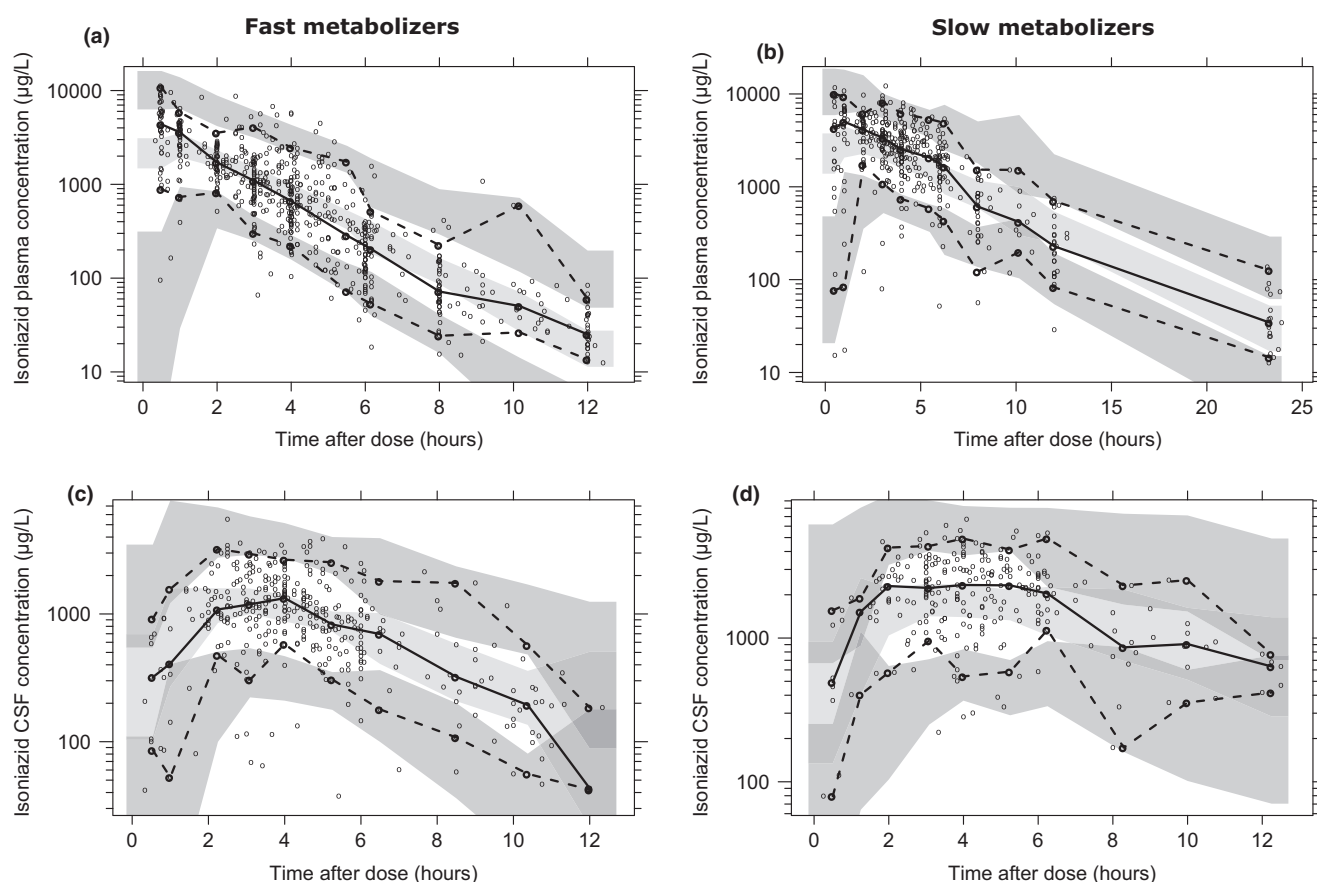 Fast metabolizers
Slow metabolizers
(a)
Isoniazid plasma concentration (µg/L)
10000
1000
100
10
0 2 4 6 8 10 12
Time after dose (hours)
(b)
Isoniazid plasma concentration (µg/L)
10000
1000
100
10
0 5 10 15 20 25
Time after dose (hours)
(c)
Isoniazid CSF concentration (µg/L)
1000
100
0 2 4 6 8 10 12
Time after dose (hours)
(d)
Isoniazid CSF concentration (µg/L)
1000
100
0 2 4 6 8 10 12
Time after dose (hours)